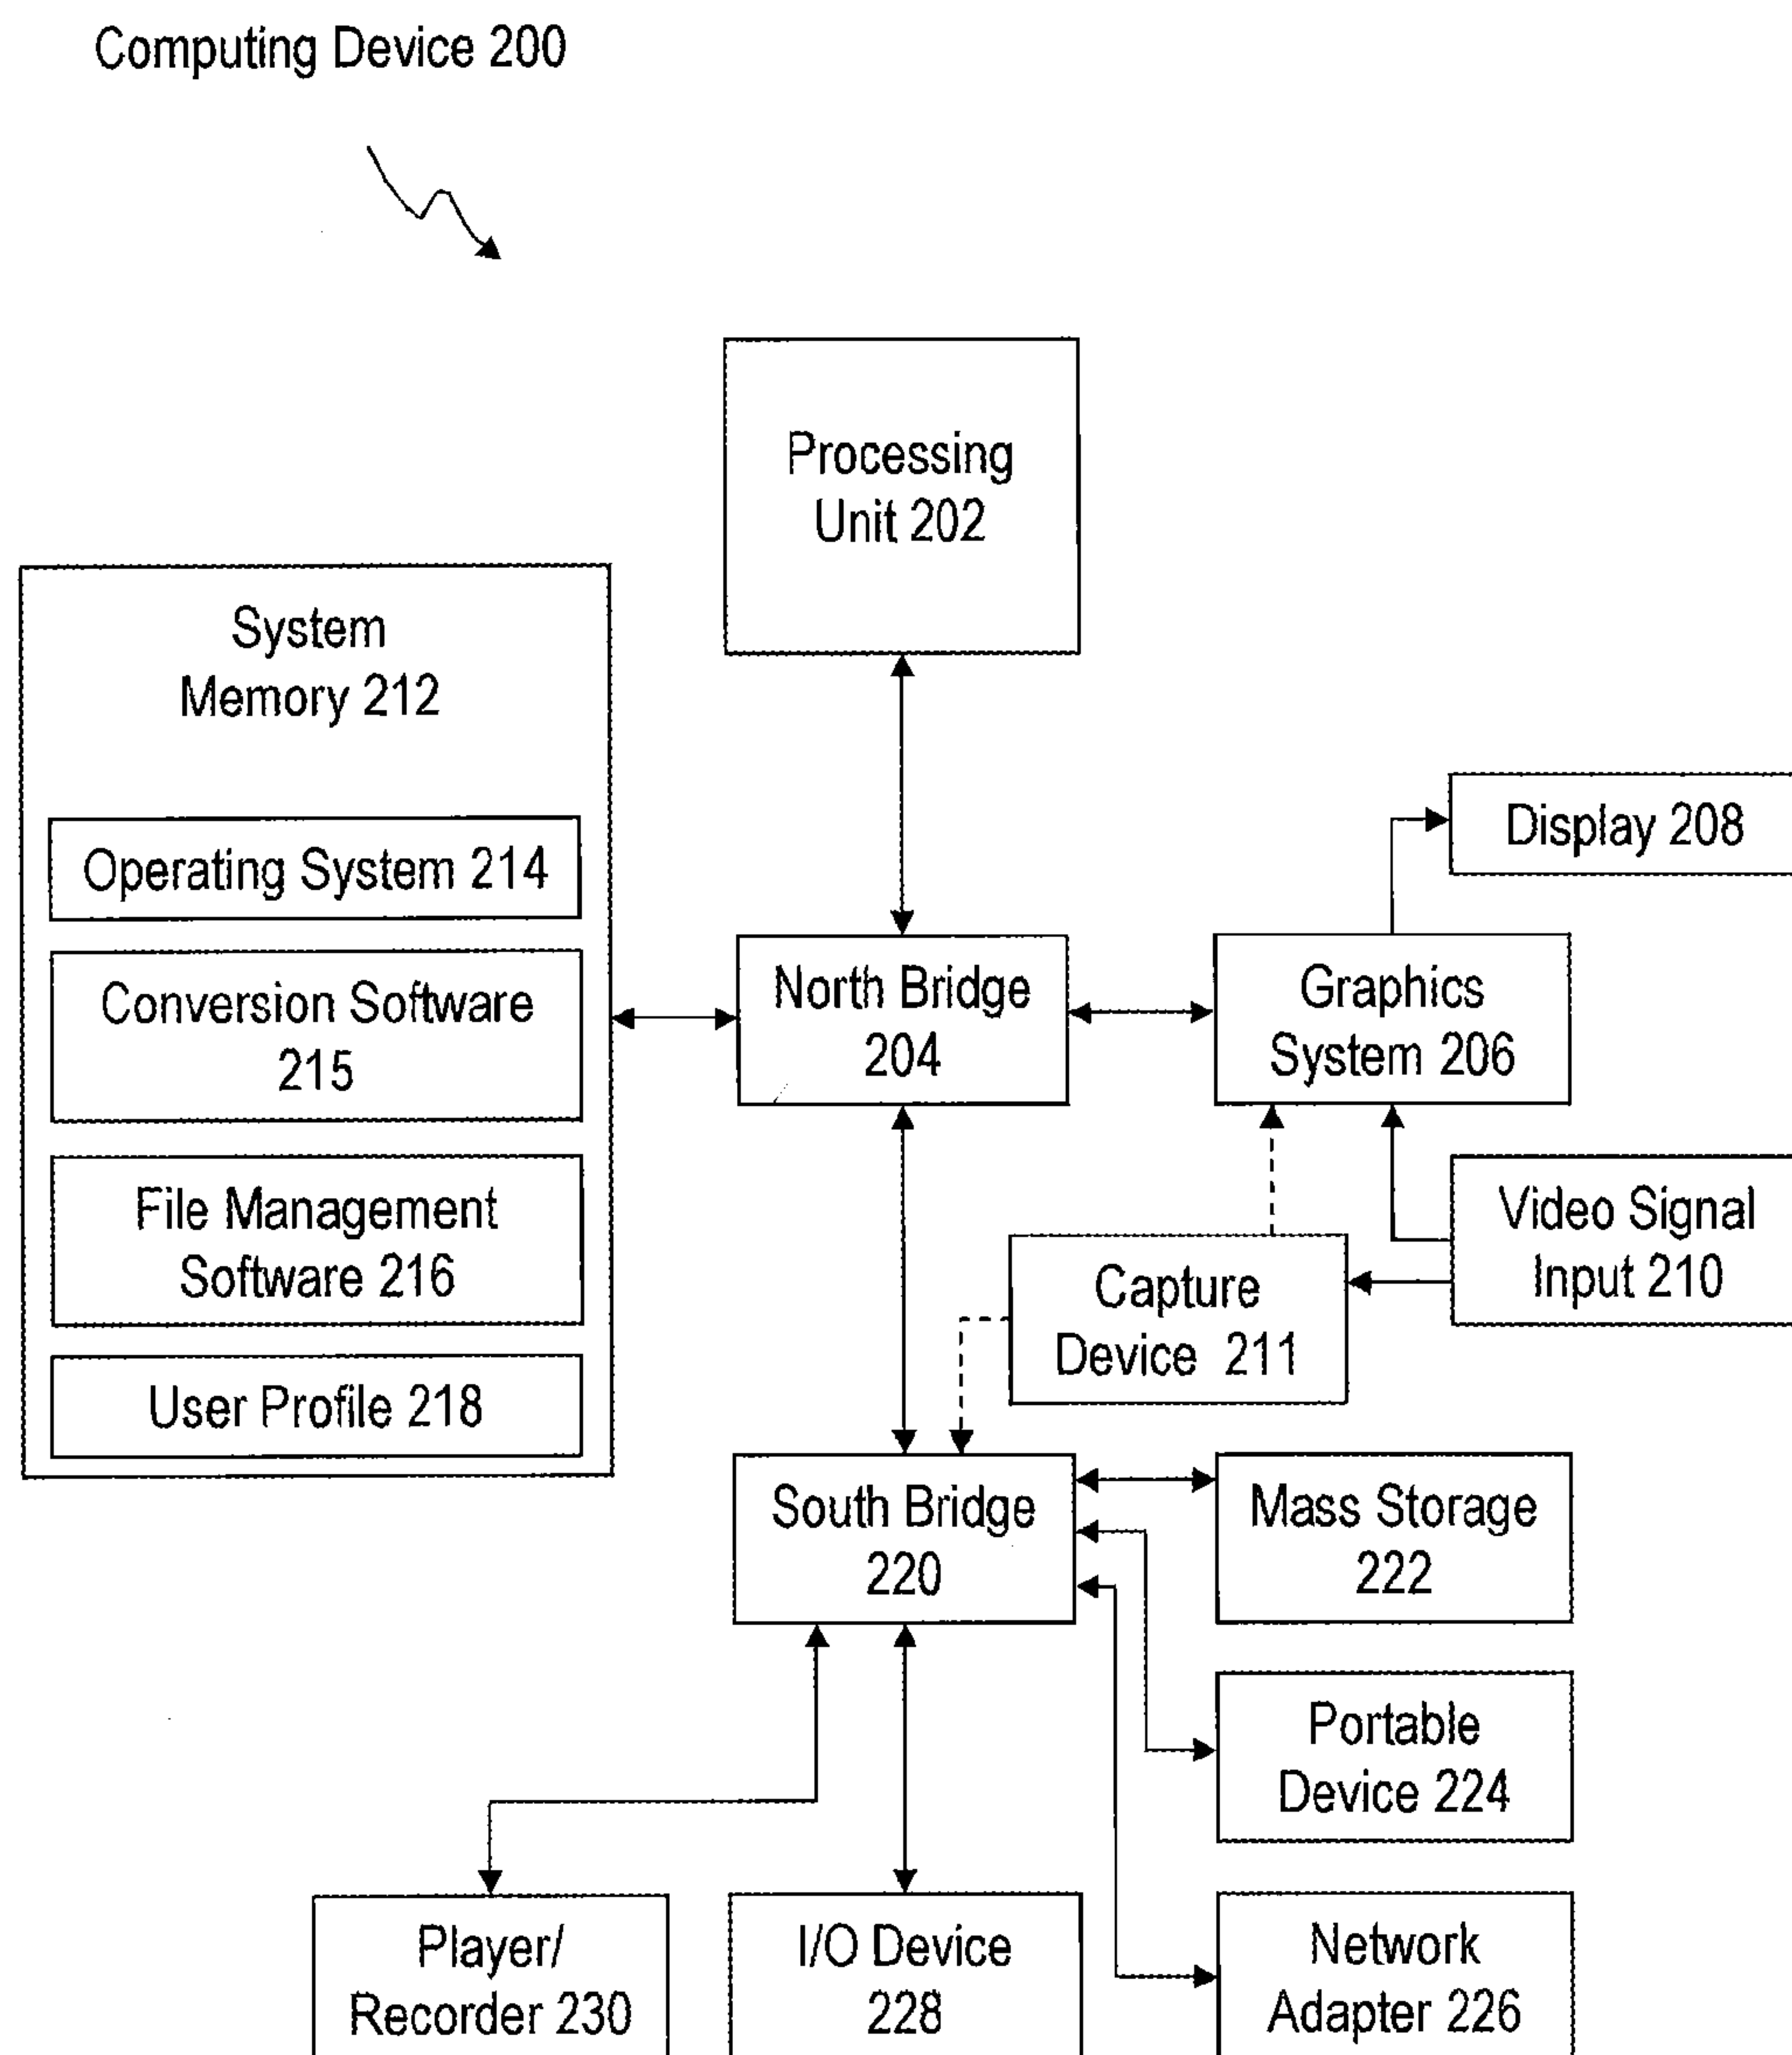 Computing Device 200
Processing
Unit 202
System
Memory 212
Operating System 214
Conversion Software
215
File Management
Software 216
User Profile 218
North Bridge
204
Graphics
System 206
Display 208
Video Signal
Input 210
Capture
Device 211
South Bridge
220
Mass Storage
222
Portable
Device 224
Network
Adapter 226
I/O Device
228
Player/
Recorder 230